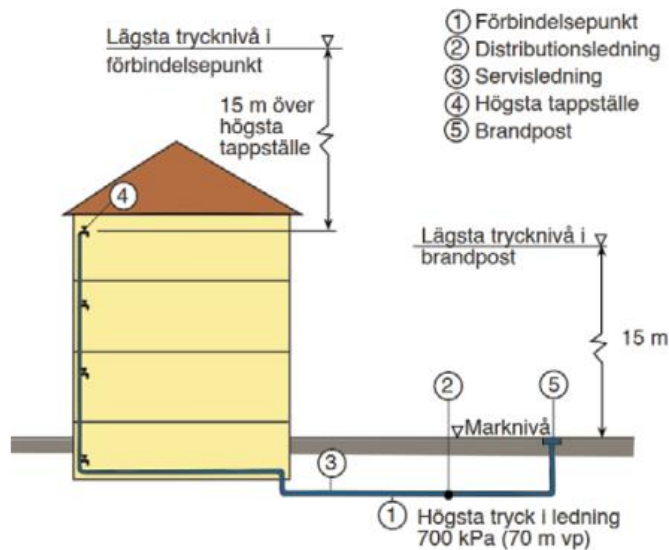 Lägsta trycknivå i
förbindelsepunkt
15 m över
högsta
tappställe
① Förbindelsepunkt
② Distributionsledning
③ Servisledning
④ Högsta tappställe
⑤ Brandpost
④
Lägsta trycknivå i
brandpost
15 m
②
⑤
Marknivå
③
① Högsta tryck i ledning
700 kPa (70 m vp)